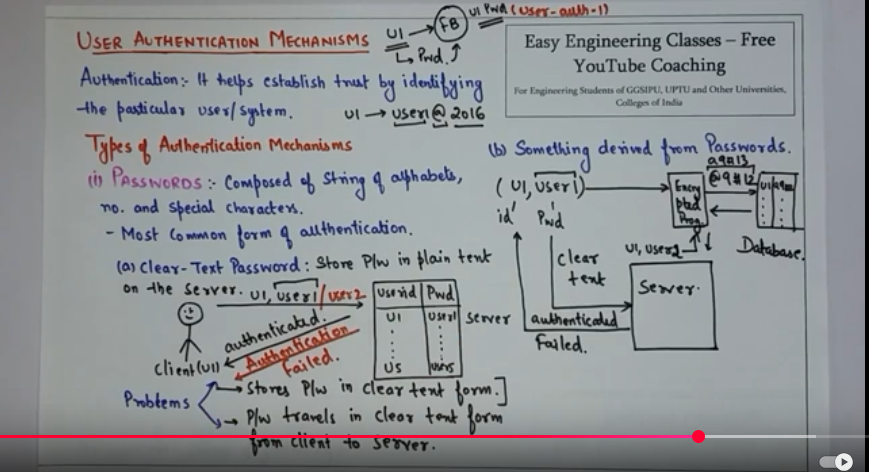 USER AUTHENTICATION MECHANISMS
U1 → FB
Pwd.
U1 Pwd (user-auth-1)
Easy Engineering Classes – Free
YouTube Coaching
For Engineering Students of GGSIPU, UPTU and Other Universities,
Colleges of India
Authentication:- It helps establish trust by identifying
the particular user/system.
U1 → user1@2016
Types of Authentication Mechanisms
(i) PASSWORDS :- Composed of String of alphabets,
no. and special characters.
- Most common form of authentication.
(a) Clear-Text Password : Store P/w in plain text
on the server.
U1, user1/user2
authenticated.
Authentication
Failed.
client (U1)
Userid Pwd
U1 user1
U5 user5
server
Problems
→ Stores P/w in clear text form.]
→ P/w travels in clear text form
from client to server.
(b) Something derived from Passwords.
(U1, user1)
id Pwd
Encry
pted
Prog.
a9#13
@9#12
U1
Database.
U1, user2
clear
text
Server.
authenticated
Failed.